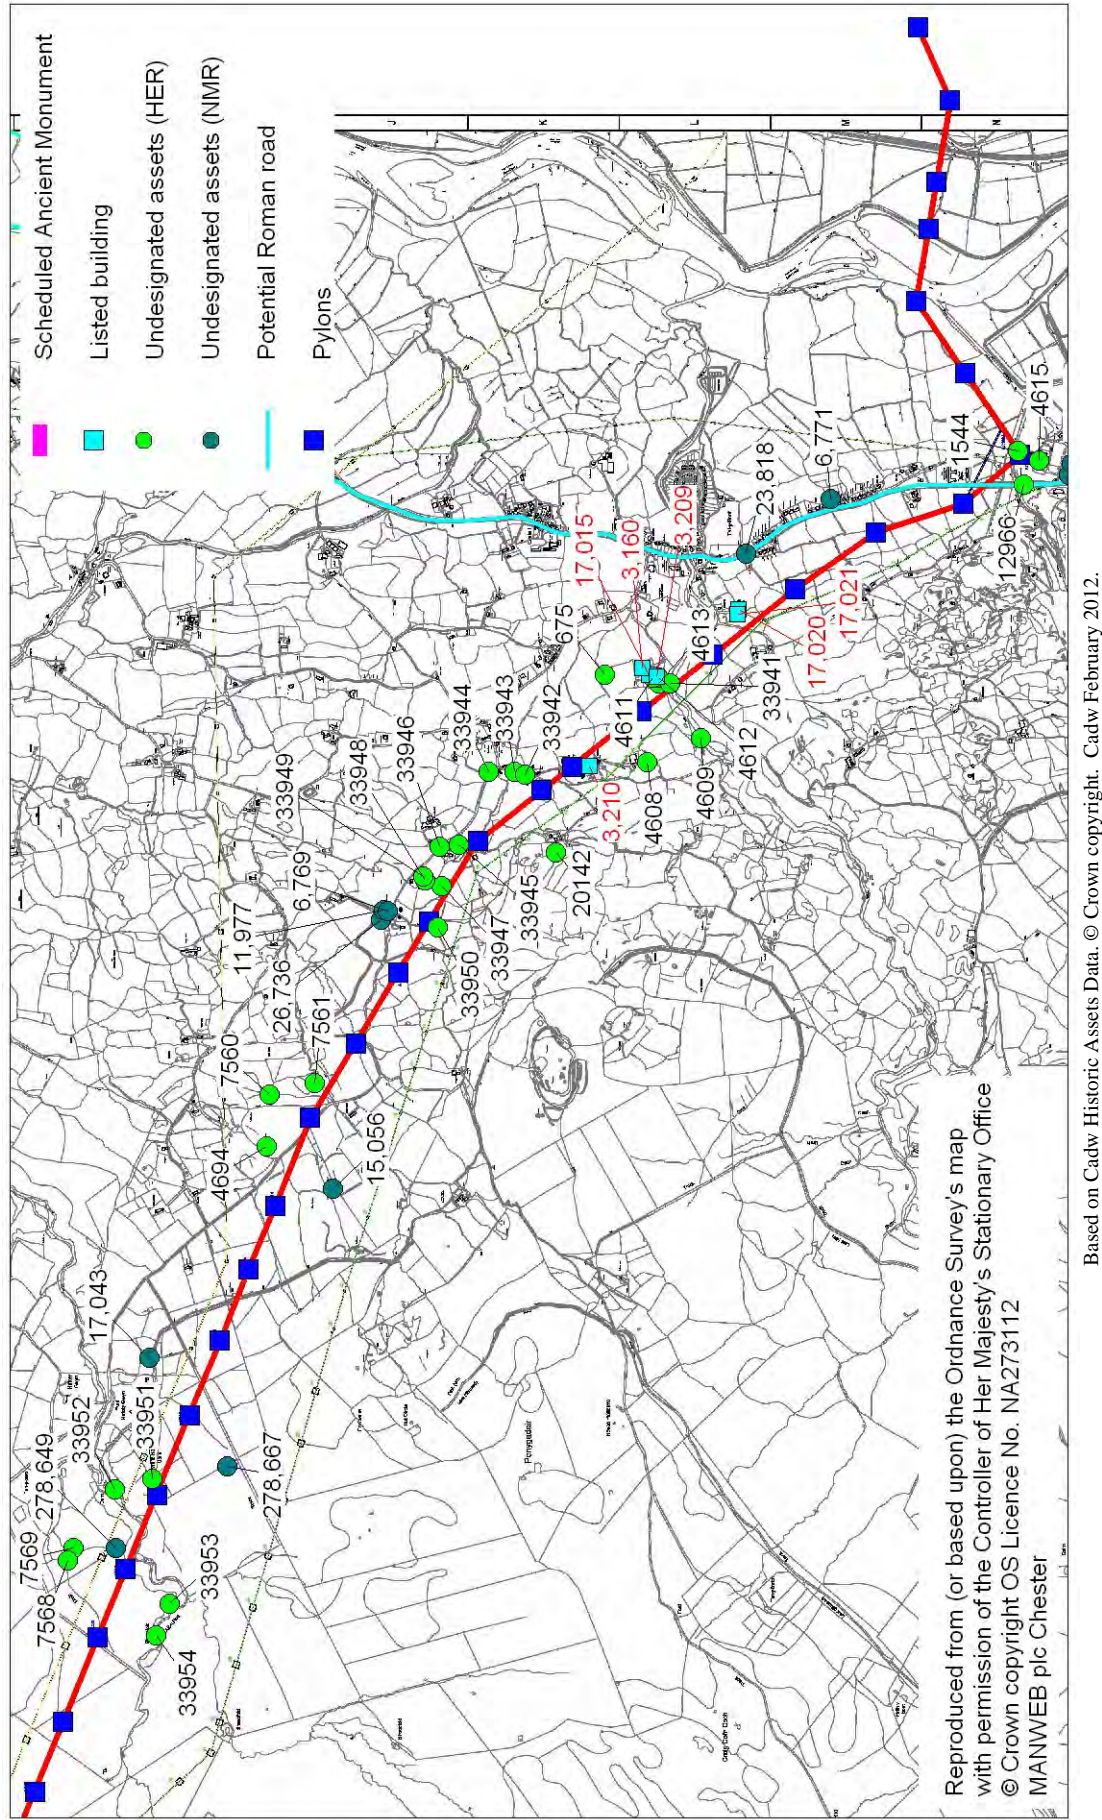 Scheduled Ancient Monument
Listed building
Undesignated assets (HER)
Undesignated assets (NMR)
Potential Roman road
Pylons
7569
7568
278,649
33952
33951
17,043
33954
33953
278,667
4694
7560
26,736
7561
15,056
11,977
6,769
33949
33948
33946
33950
33947
33945
20142
33944
33943
33942
675
17,015
3,160
3,209
3,210
4611
4608
4609
4612
4613
33941
17,020
17,021
23,818
6,771
1544
12966
4615
J
K
L
M
N
Penygadair
Reproduced from (or based upon) the Ordnance Survey's map
with permission of the Controller of Her Majesty's Stationary Office
© Crown copyright OS Licence No. NA273112
MANWEB plc Chester
Based on Cadw Historic Assets Data. © Crown copyright. Cadw February 2012.